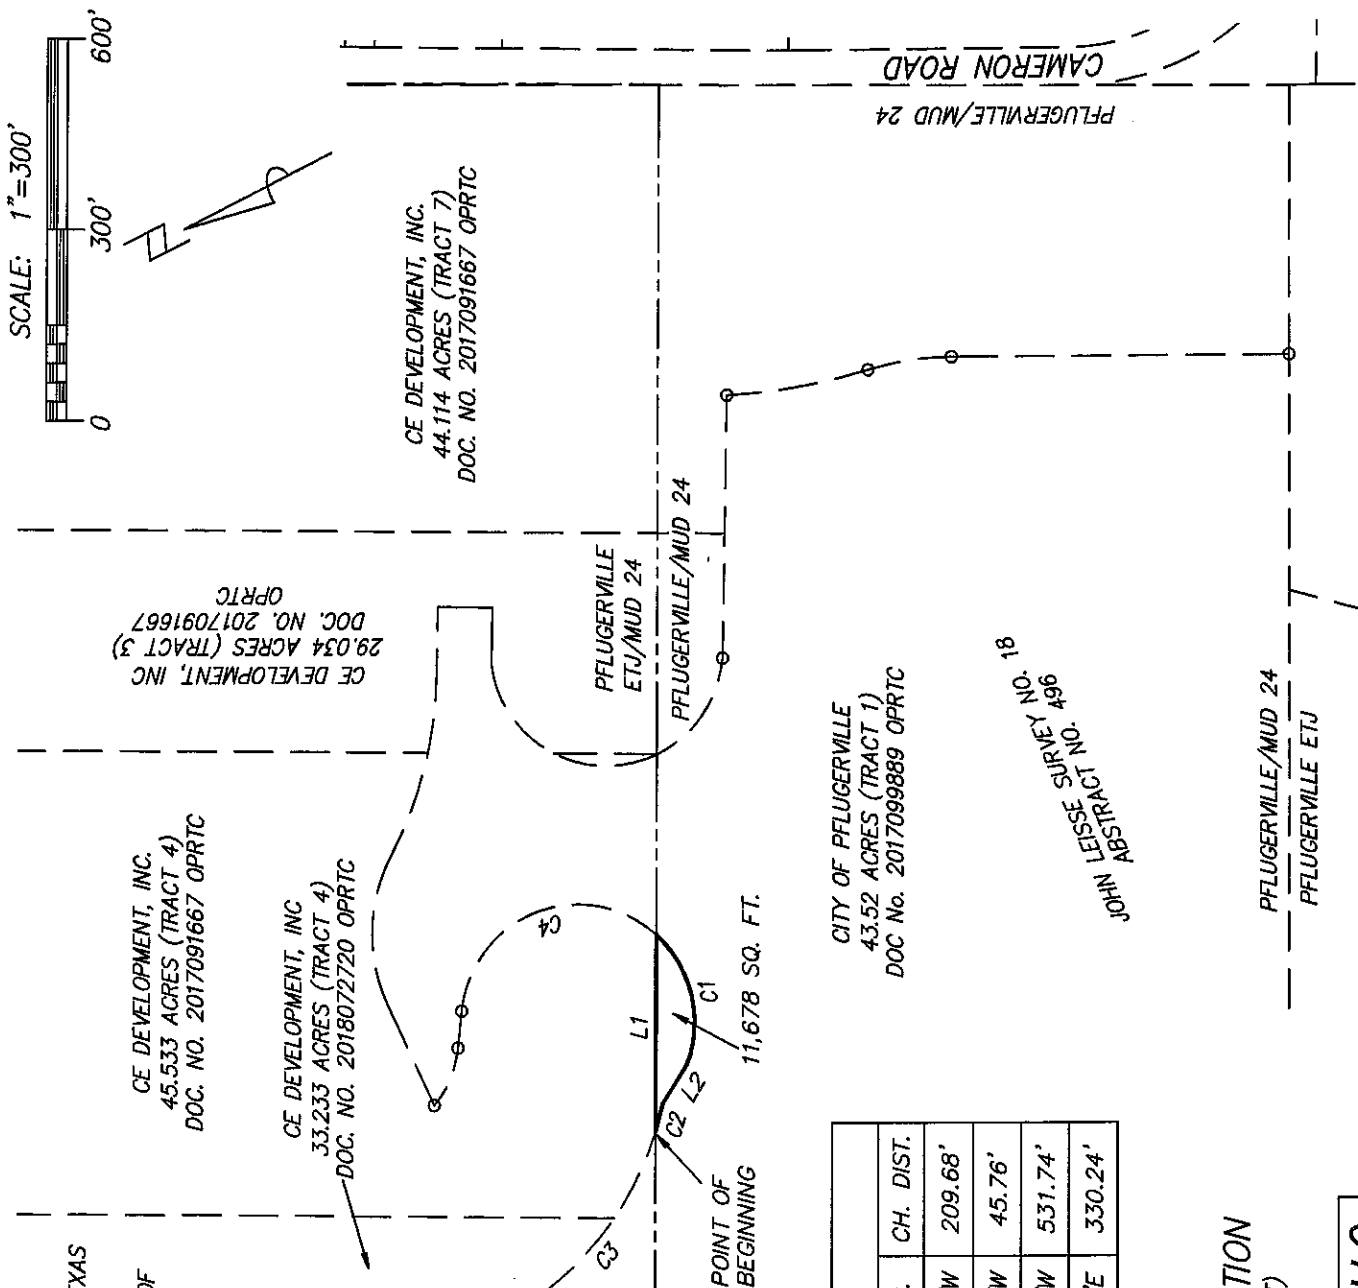 SCALE: 1"=300'
0
300'
600'
N
CE DEVELOPMENT, INC.
44.114 ACRES (TRACT 7)
DOC. NO. 2017091667 OPRTC
CAMERON ROAD
PFLUGERVILLE/MUD 24
CE DEVELOPMENT, INC
29.034 ACRES (TRACT 3)
DOC. NO. 2017091667
OPRTC
PFLUGERVILLE
ETJ/MUD 24
PFLUGERVILLE/MUD 24
CE DEVELOPMENT, INC.
45.533 ACRES (TRACT 4)
DOC. NO. 2017091667 OPRTC
CE DEVELOPMENT, INC
33.233 ACRES (TRACT 4)
DOC. NO. 2018072720 OPRTC
C4
L1
C1
L2
C2
C3
11,678 SQ. FT.
POINT OF
BEGINNING
CITY OF PFLUGERVILLE
43.52 ACRES (TRACT 1)
DOC No. 2017099889 OPRTC
JOHN LEISSE SURVEY NO. 18
ABSTRACT NO. 496
PFLUGERVILLE/MUD 24
PFLUGERVILLE ETJ
CH. DIST.
W 209.68'
W 45.76'
W 531.74'
E 330.24'
OF